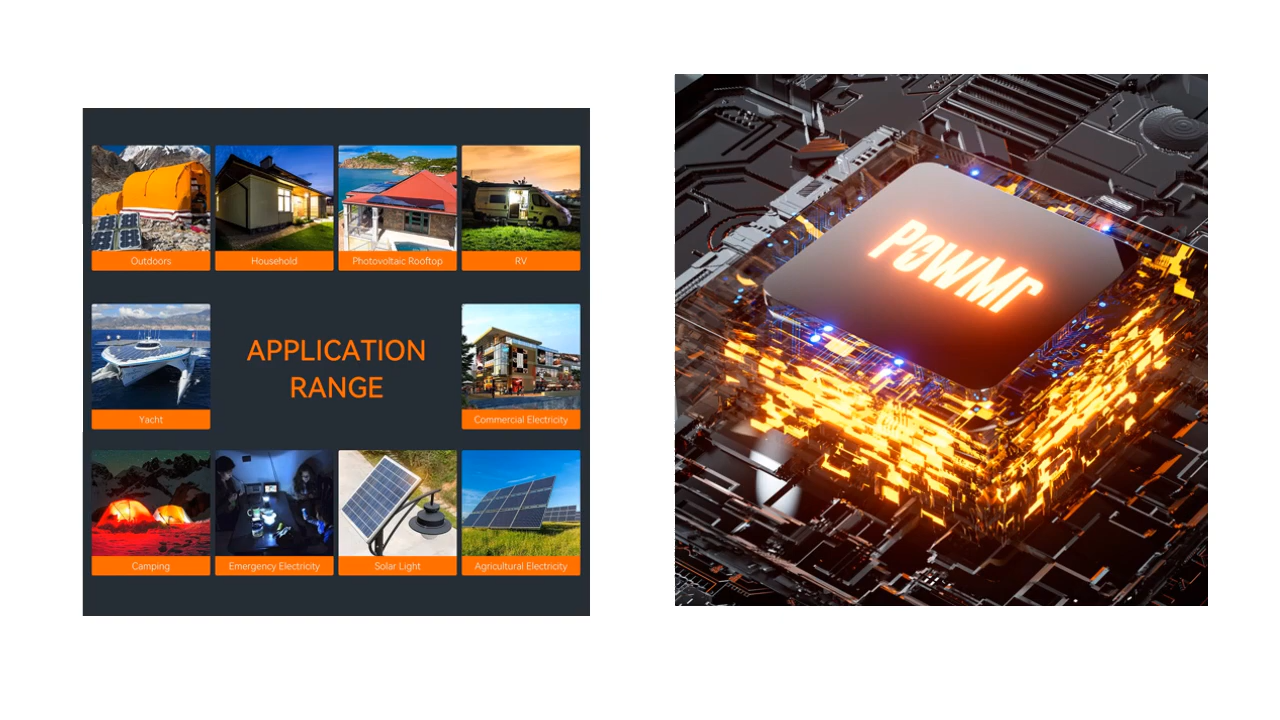 Outdoors
Household
Photovoltaic Rooftop
RV
Yacht
APPLICATION
RANGE
Commercial Electricity
Camping
Emergency Electricity
Solar Light
Agricultural Electricity
POWMr